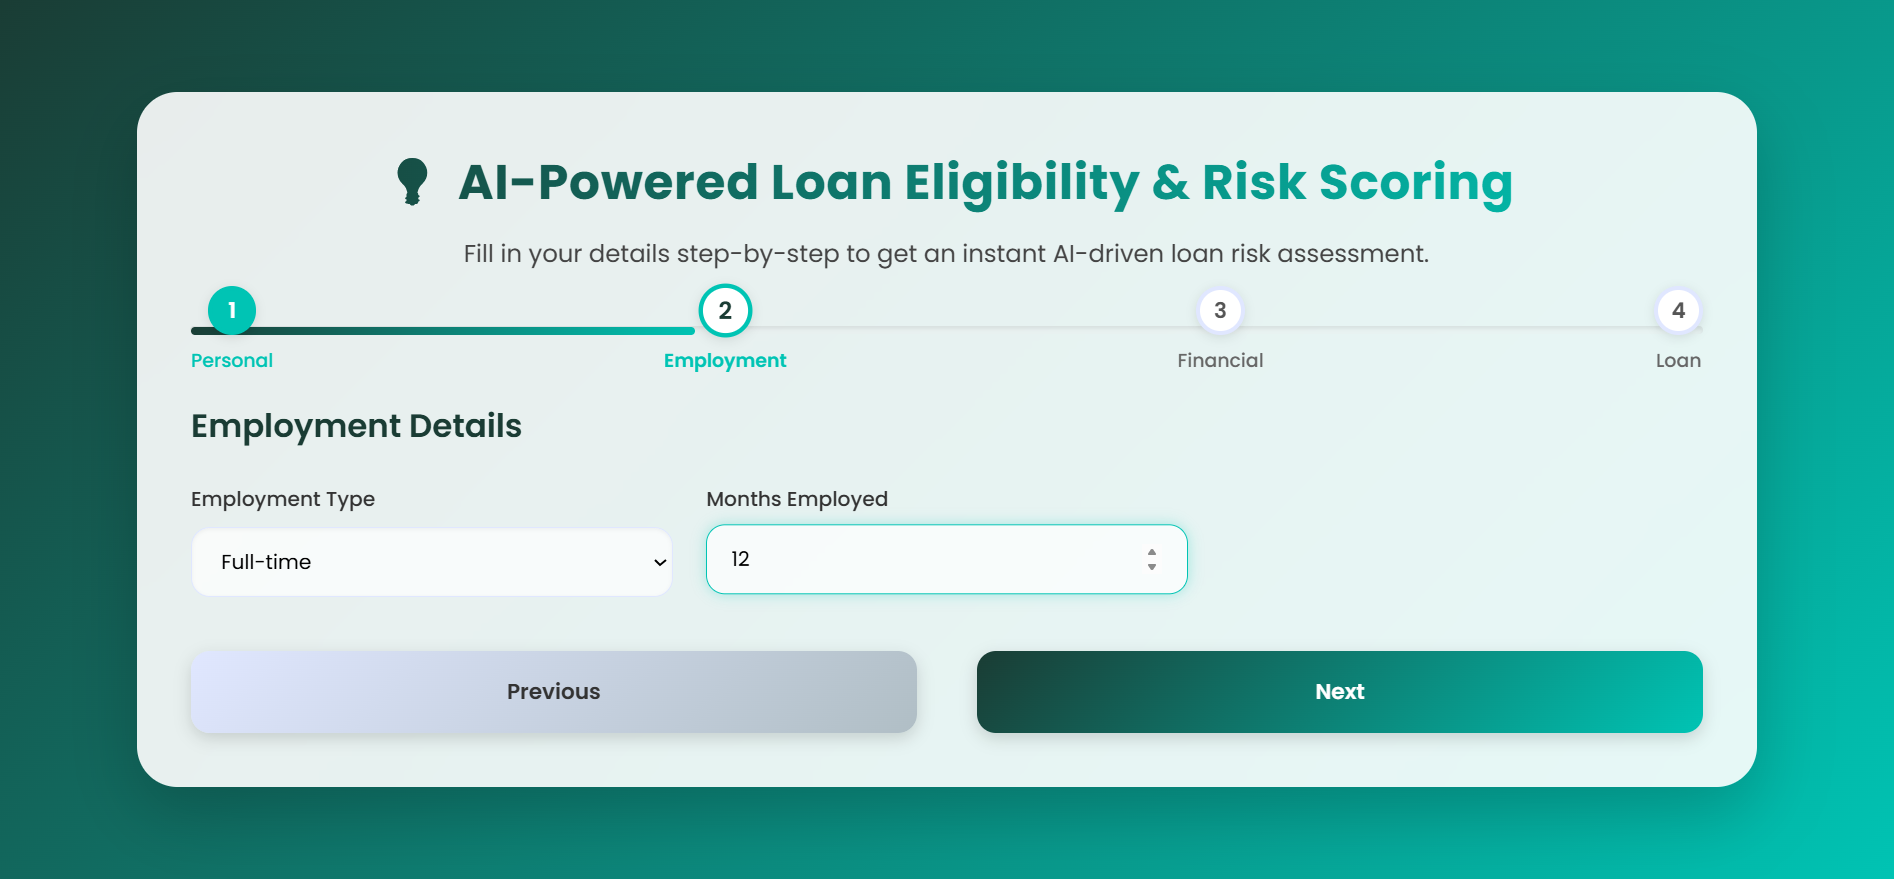 AI-Powered Loan Eligibility & Risk Scoring
Fill in your details step-by-step to get an instant AI-driven loan risk assessment.
1 2 3 4
Personal Employment Financial Loan
Employment Details
Employment Type Months Employed
Full-time 12
Previous Next